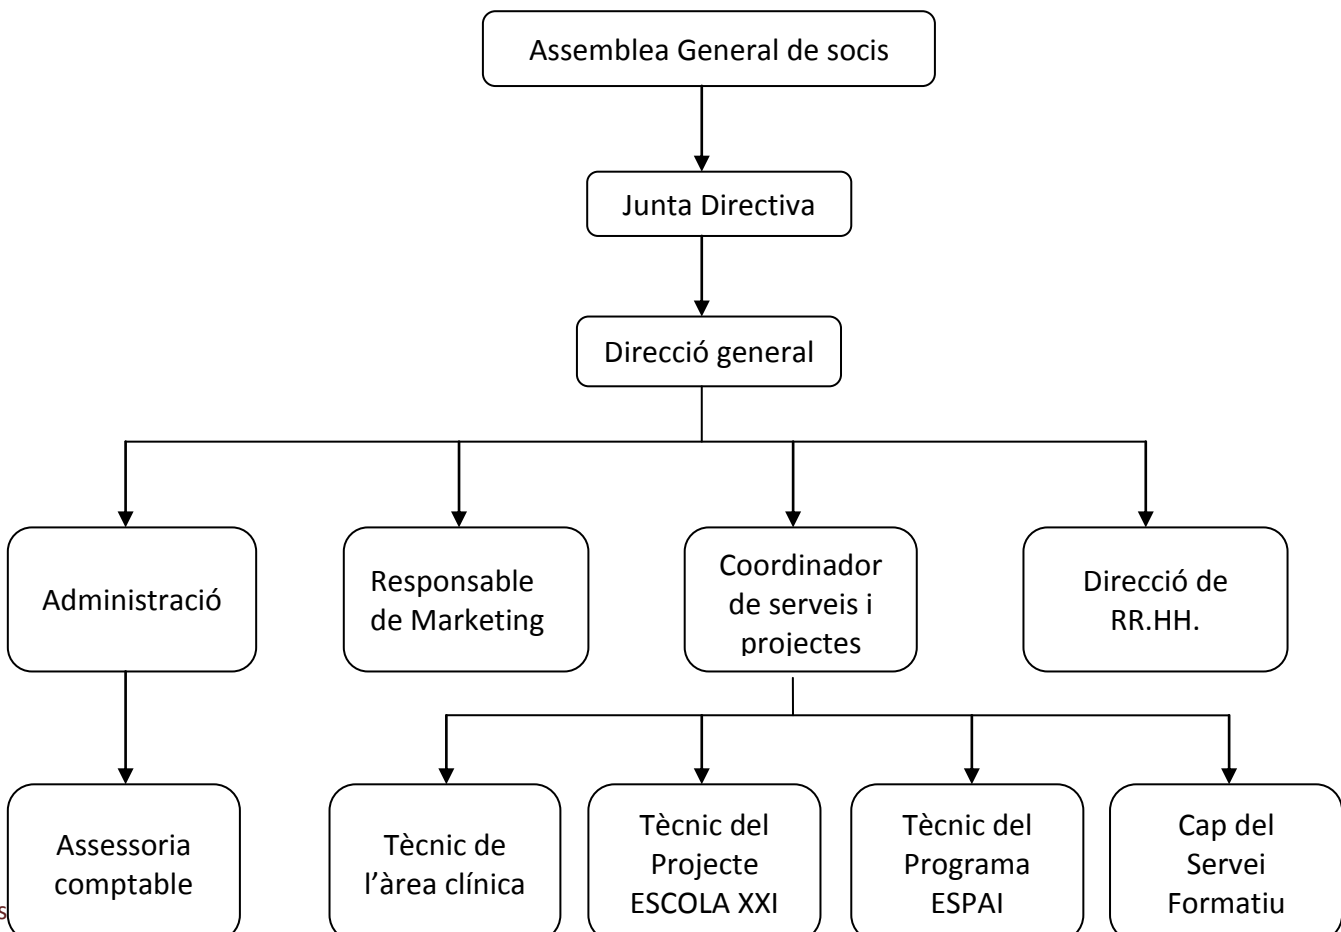 Assemblea General de socis
Junta Directiva
Direcció general
Administració
Responsable
de Marketing
Coordinador
de serveis i
projectes
Direcció de
RR.HH.
Assessoria
comptable
Tècnic de
l’àrea clínica
Tècnic del
Projecte
ESCOLA XXI
Tècnic del
Programa
ESPAI
Cap del
Servei
Formatiu